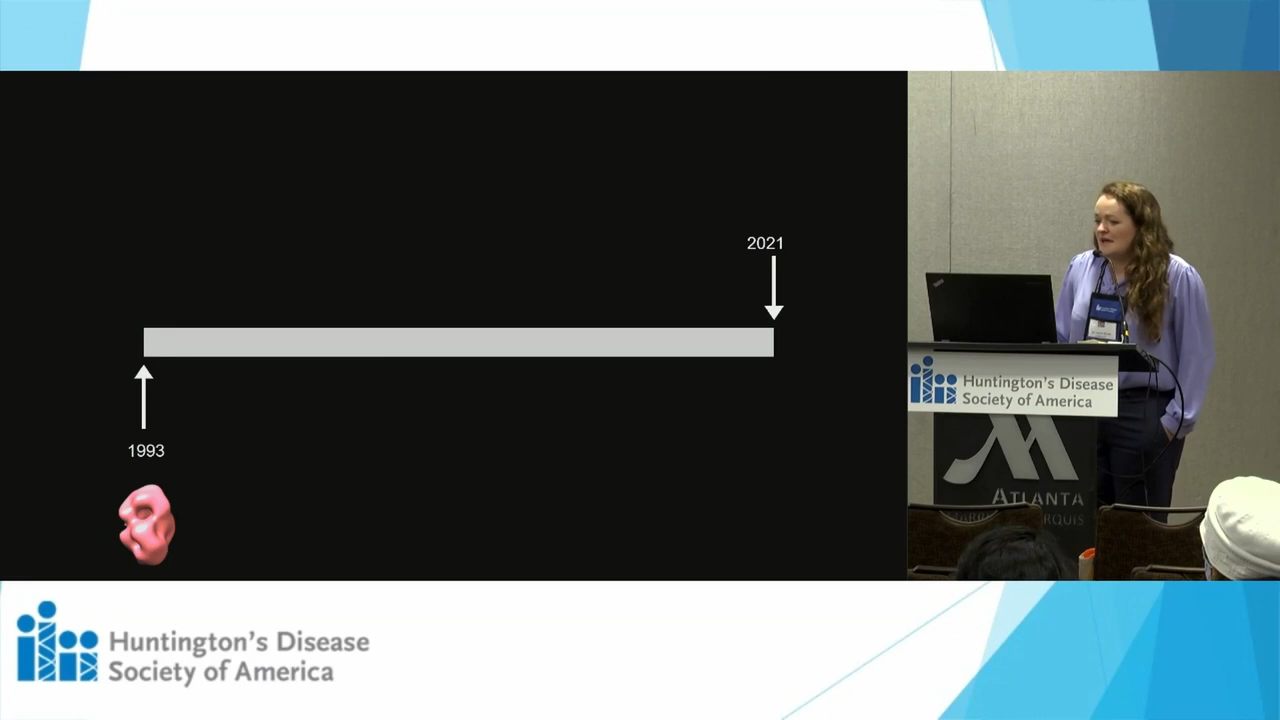 2021
1993
Huntington's Disease
Society of America
ATLANTA
Huntington's Disease
Society of America